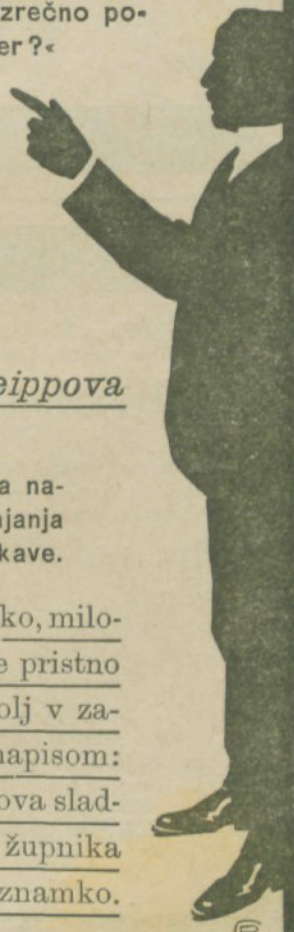 zrečno po-
er?«
eippova
a na-
njanja
kave.
ko, milo-
e pristno
olj v za-
napisom:
ova slad-
župnika
znamko.